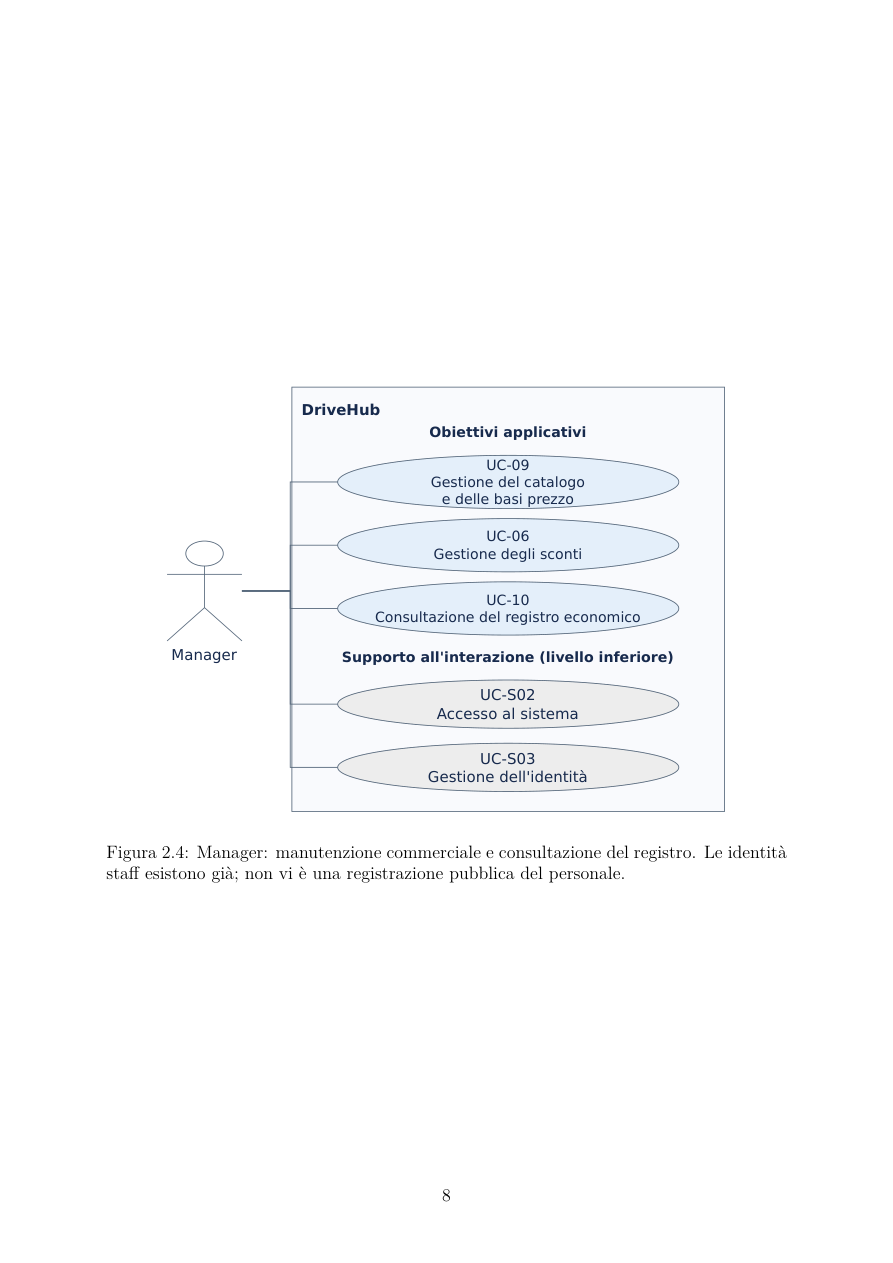 DriveHub
Obiettivi applicativi
UC-09
Gestione del catalogo
e delle basi prezzo
UC-06
Gestione degli sconti
UC-10
Consultazione del registro economico
Manager
Supporto all'interazione (livello inferiore)
UC-S02
Accesso al sistema
UC-S03
Gestione dell'identità
Figura 2.4: Manager: manutenzione commerciale e consultazione del registro. Le identità
staff esistono già; non vi è una registrazione pubblica del personale.
8